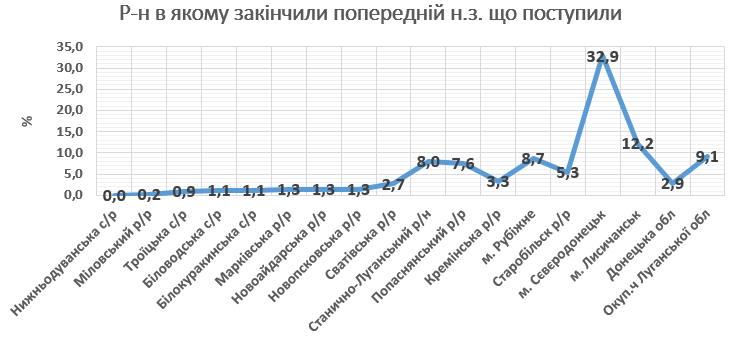 Р-н в якому закінчили попередній н.з. що поступили
35,0
30,0
25,0
20,0
15,0
10,0
5,0
0,0
%
0,0
0,2
0,9
1,1
1,1
1,3
1,3
1,3
2,7
8,0
7,6
3,3
8,7
5,3
32,9
12,2
2,9
9,1
Нижньодуванська с/р
Міловський р/р
Троїцька с/р
Біловодська с/р
Білокуракинська с/р
Марківська р/р
Новоайдарська р/р
Новопсковська р/р
Сватівська р/р
Станично-Луганський р/н
Попаснянський р/р
Кремінська р/р
м. Рубіжне
Старобільск р/р
м. Сєвєродонецьк
м. Лисичанськ
Донецька обл
Окуп.ч Луганської обл